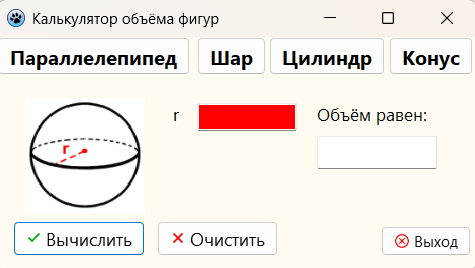 Калькулятор объёма фигур
Параллелепипед Шар Цилиндр Конус
r Объём равен:
r
Вычислить Очистить Выход